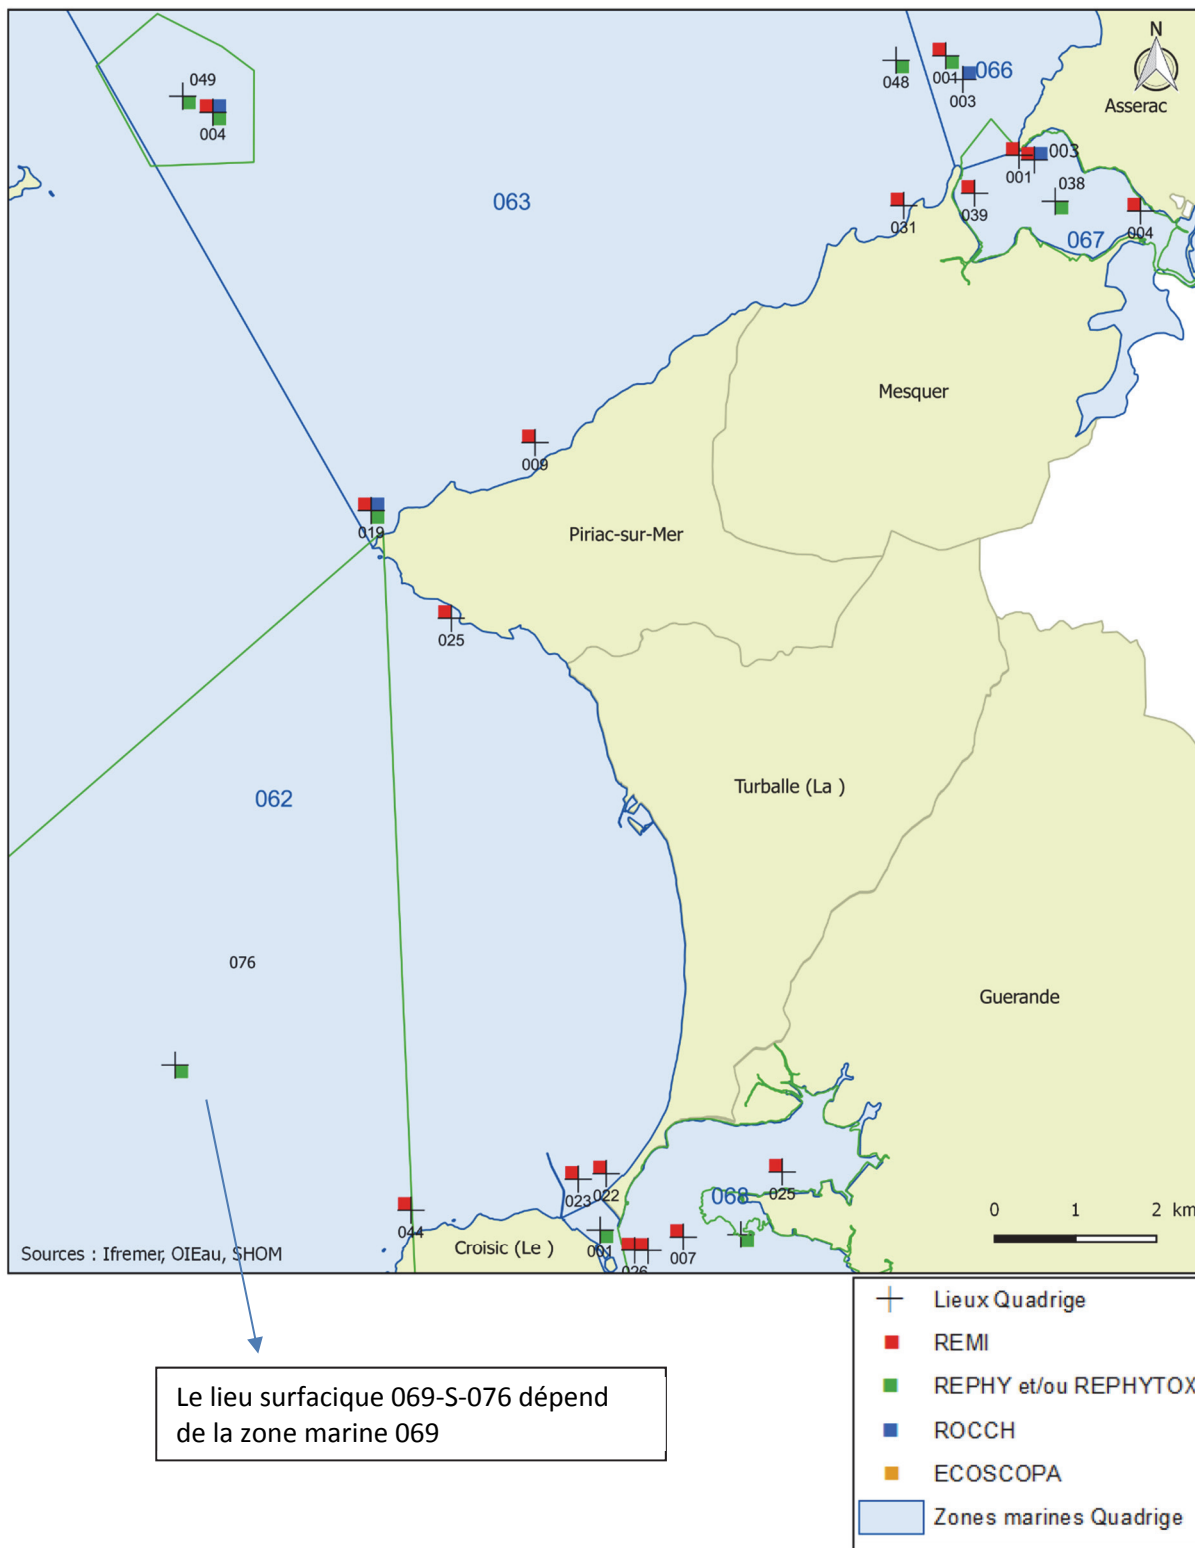 N
049
004
048
001
066
003
Asserac
003
001
038
039
004
031
067
063
Mesquer
009
019
Piriac-sur-Mer
025
062
Turballe (La )
076
Guerande
023
022
025
068
044
001
026
007
Croisic (Le )
0 1 2 km
Sources : Ifremer, OIEau, SHOM
Lieux Quadrige
REMI
REPHY et/ou REPHYTOX
ROCCH
ECOSCOPA
Zones marines Quadrige
Le lieu surfacique 069-S-076 dépend
de la zone marine 069